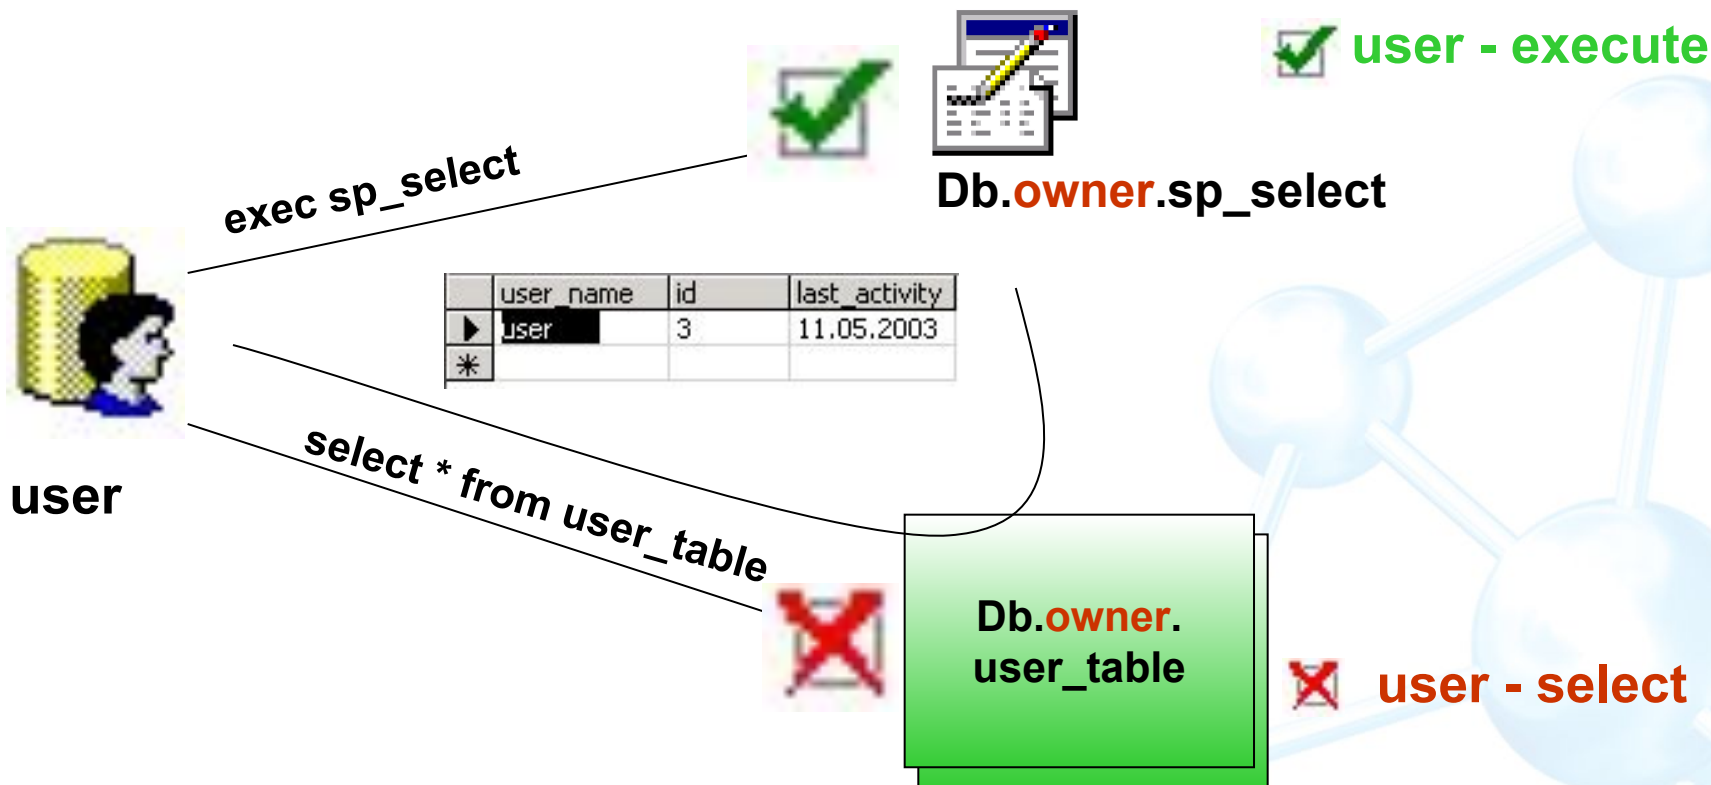 user - execute
exec sp_select
Db.owner.sp_select
user_name id last_activity
user 3 11.05.2003
user
select * from user_table
Db.owner.
user_table
user - select